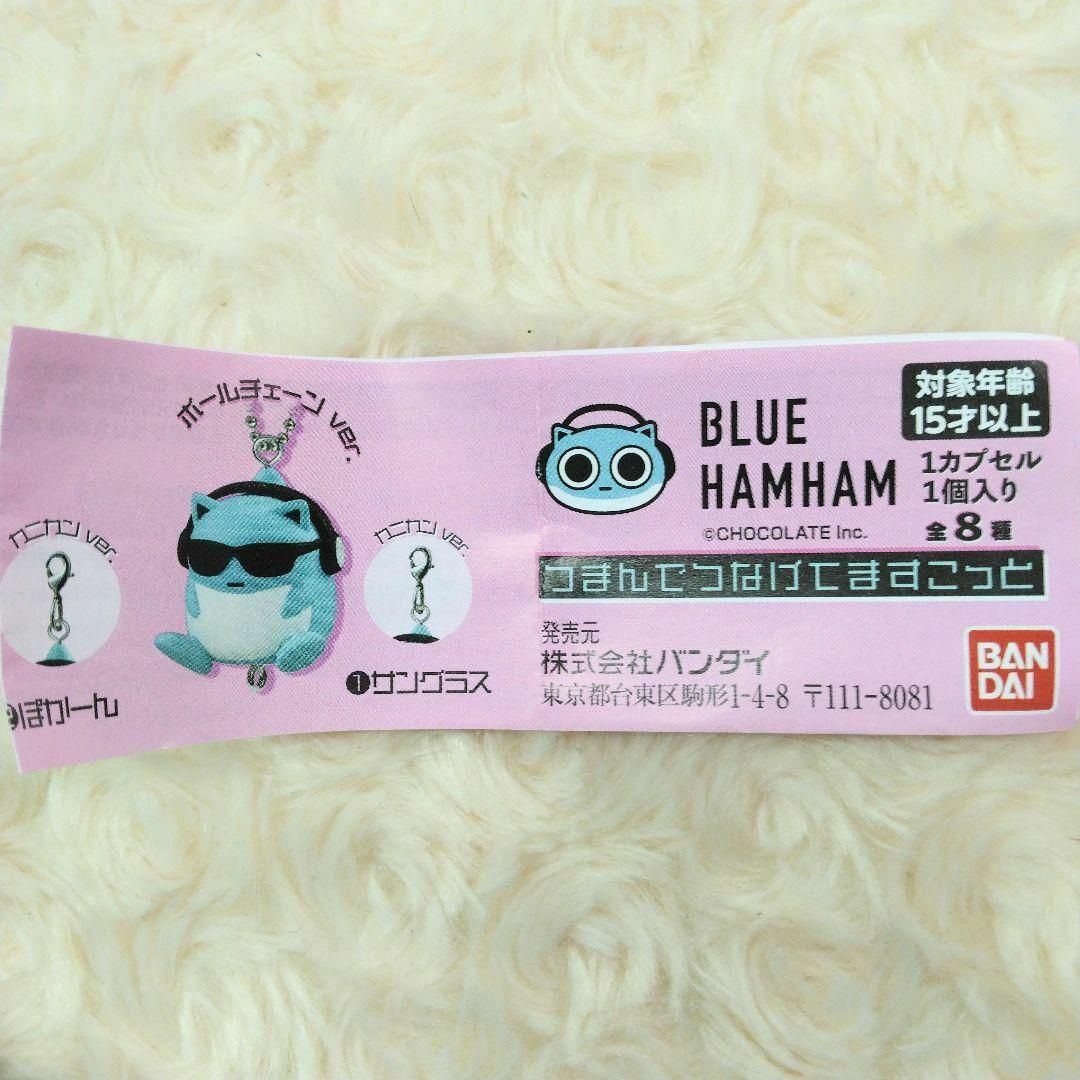 ボールチェーン ver.
カニカン ver.
カニカン ver.
ぽかーん
❶サングラス
BLUE
HAMHAM
©CHOCOLATE Inc.
対象年齢
15才以上
1カプセル
1個入り
全8種
つまんでつなげてますこっと
発売元
株式会社バンダイ
東京都台東区駒形1-4-8 〒111-8081
BAN
DAI